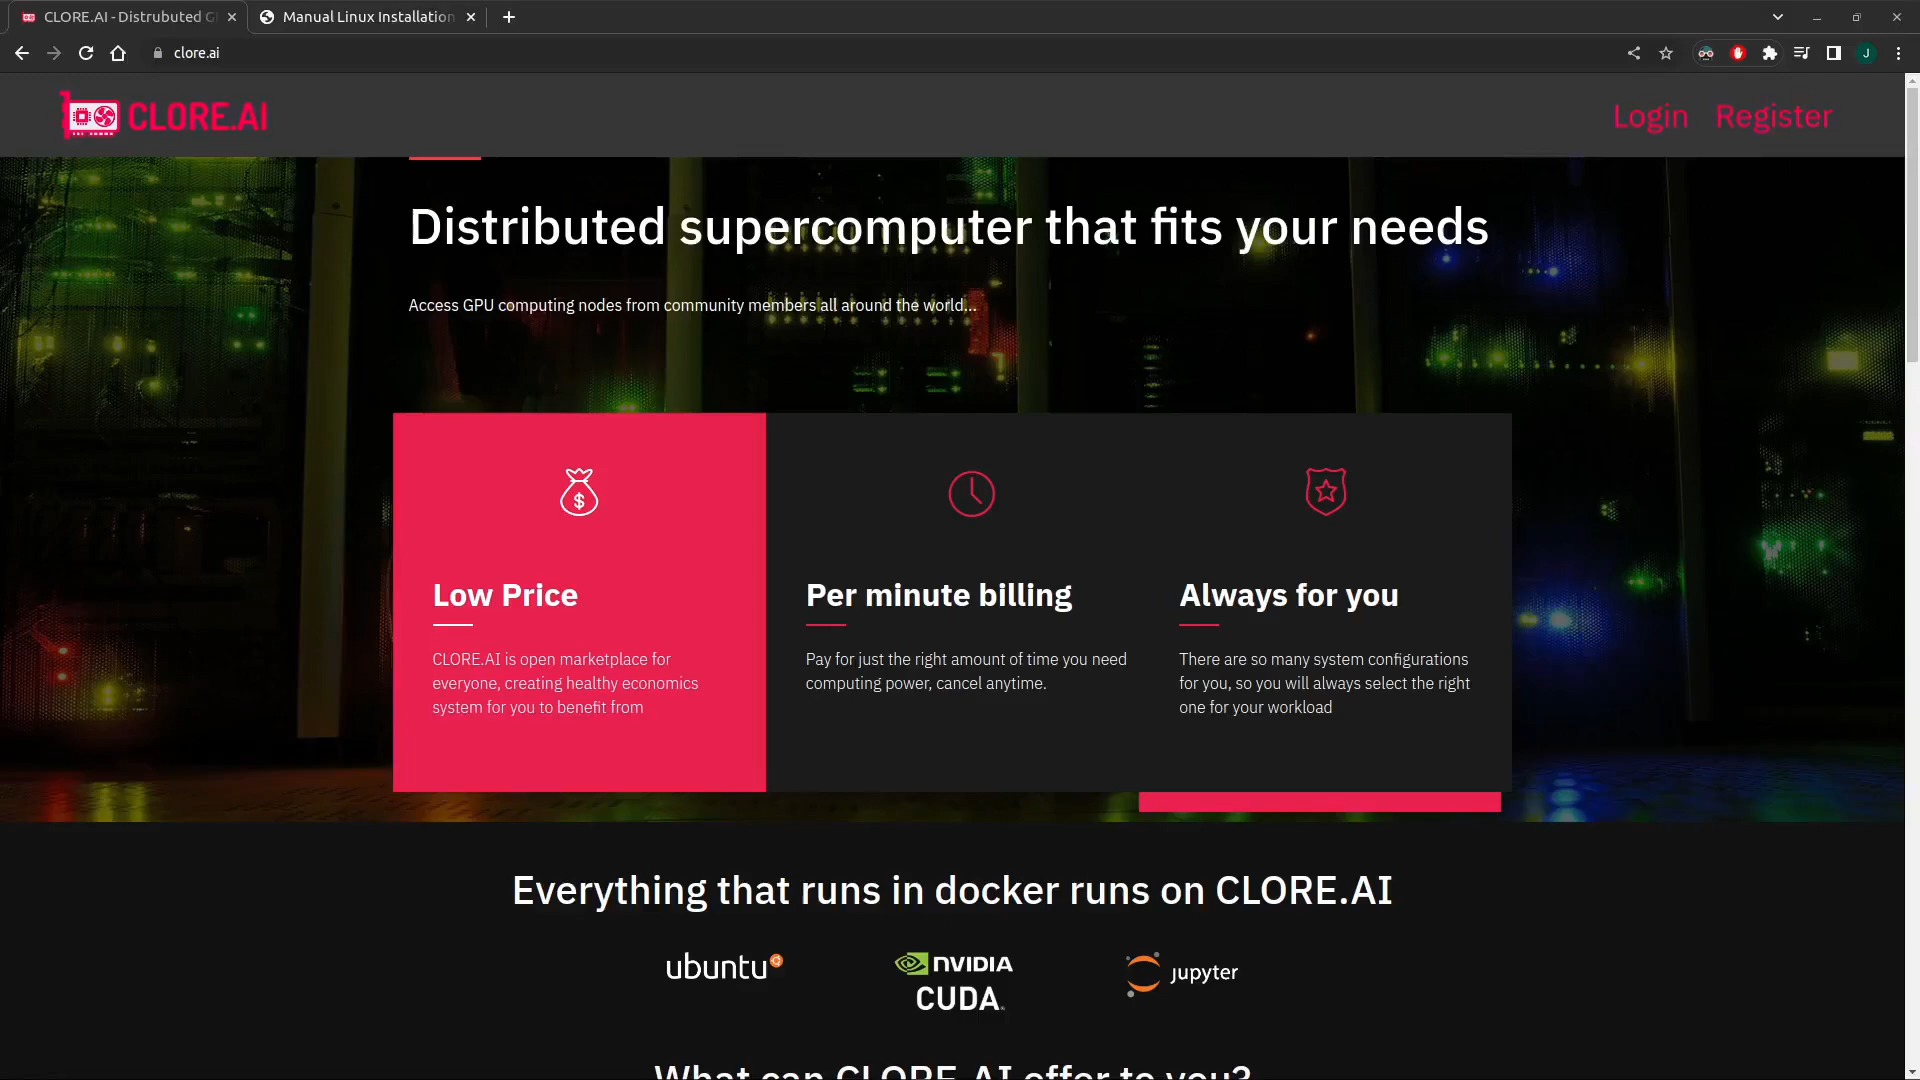 CLORE.AI - Distrubuted G
Manual Linux Installation
clore.ai
J
CLORE.AI
Login Register
Distributed supercomputer that fits your needs
Access GPU computing nodes from community members all around the world...
$
Low Price
CLORE.AI is open marketplace for
everyone, creating healthy economics
system for you to benefit from
Per minute billing
Pay for just the right amount of time you need
computing power, cancel anytime.
Always for you
There are so many system configurations
for you, so you will always select the right
one for your workload
Everything that runs in docker runs on CLORE.AI
ubuntu
NVIDIA
CUDA
jupyter
What can CLORE.AI offer to you?